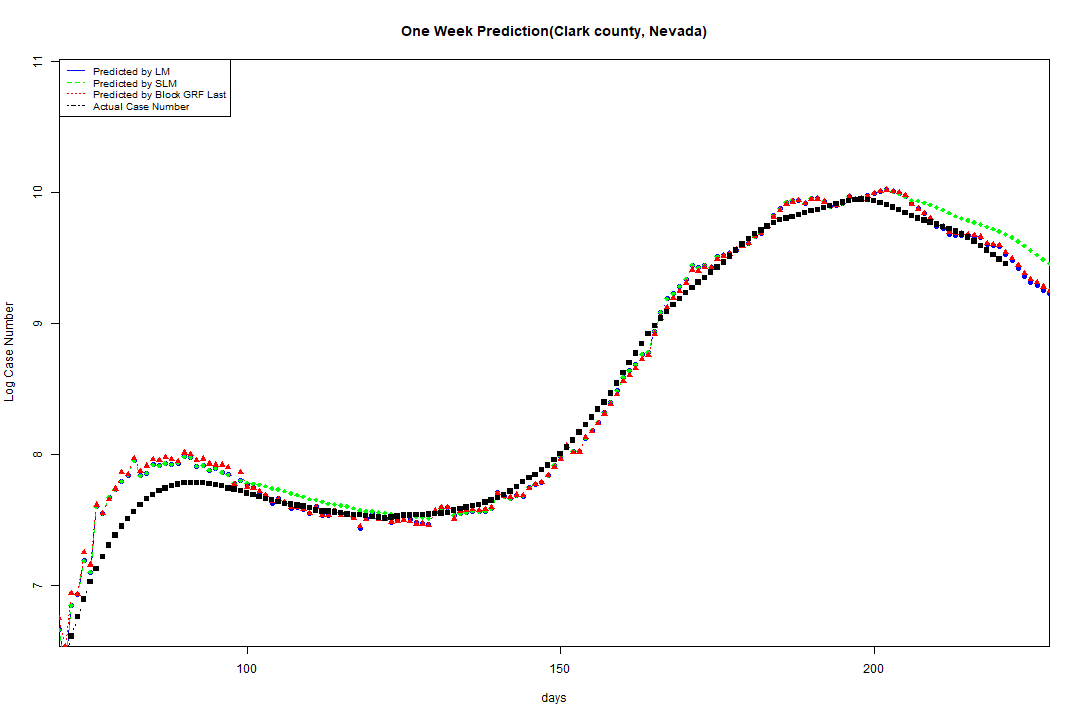 One Week Prediction(Clark county, Nevada)
11
Predicted by LM
Predicted by SLM
Predicted by Block GRF Last
Actual Case Number
10
9
8
7
Log Case Number
100
150
200
days